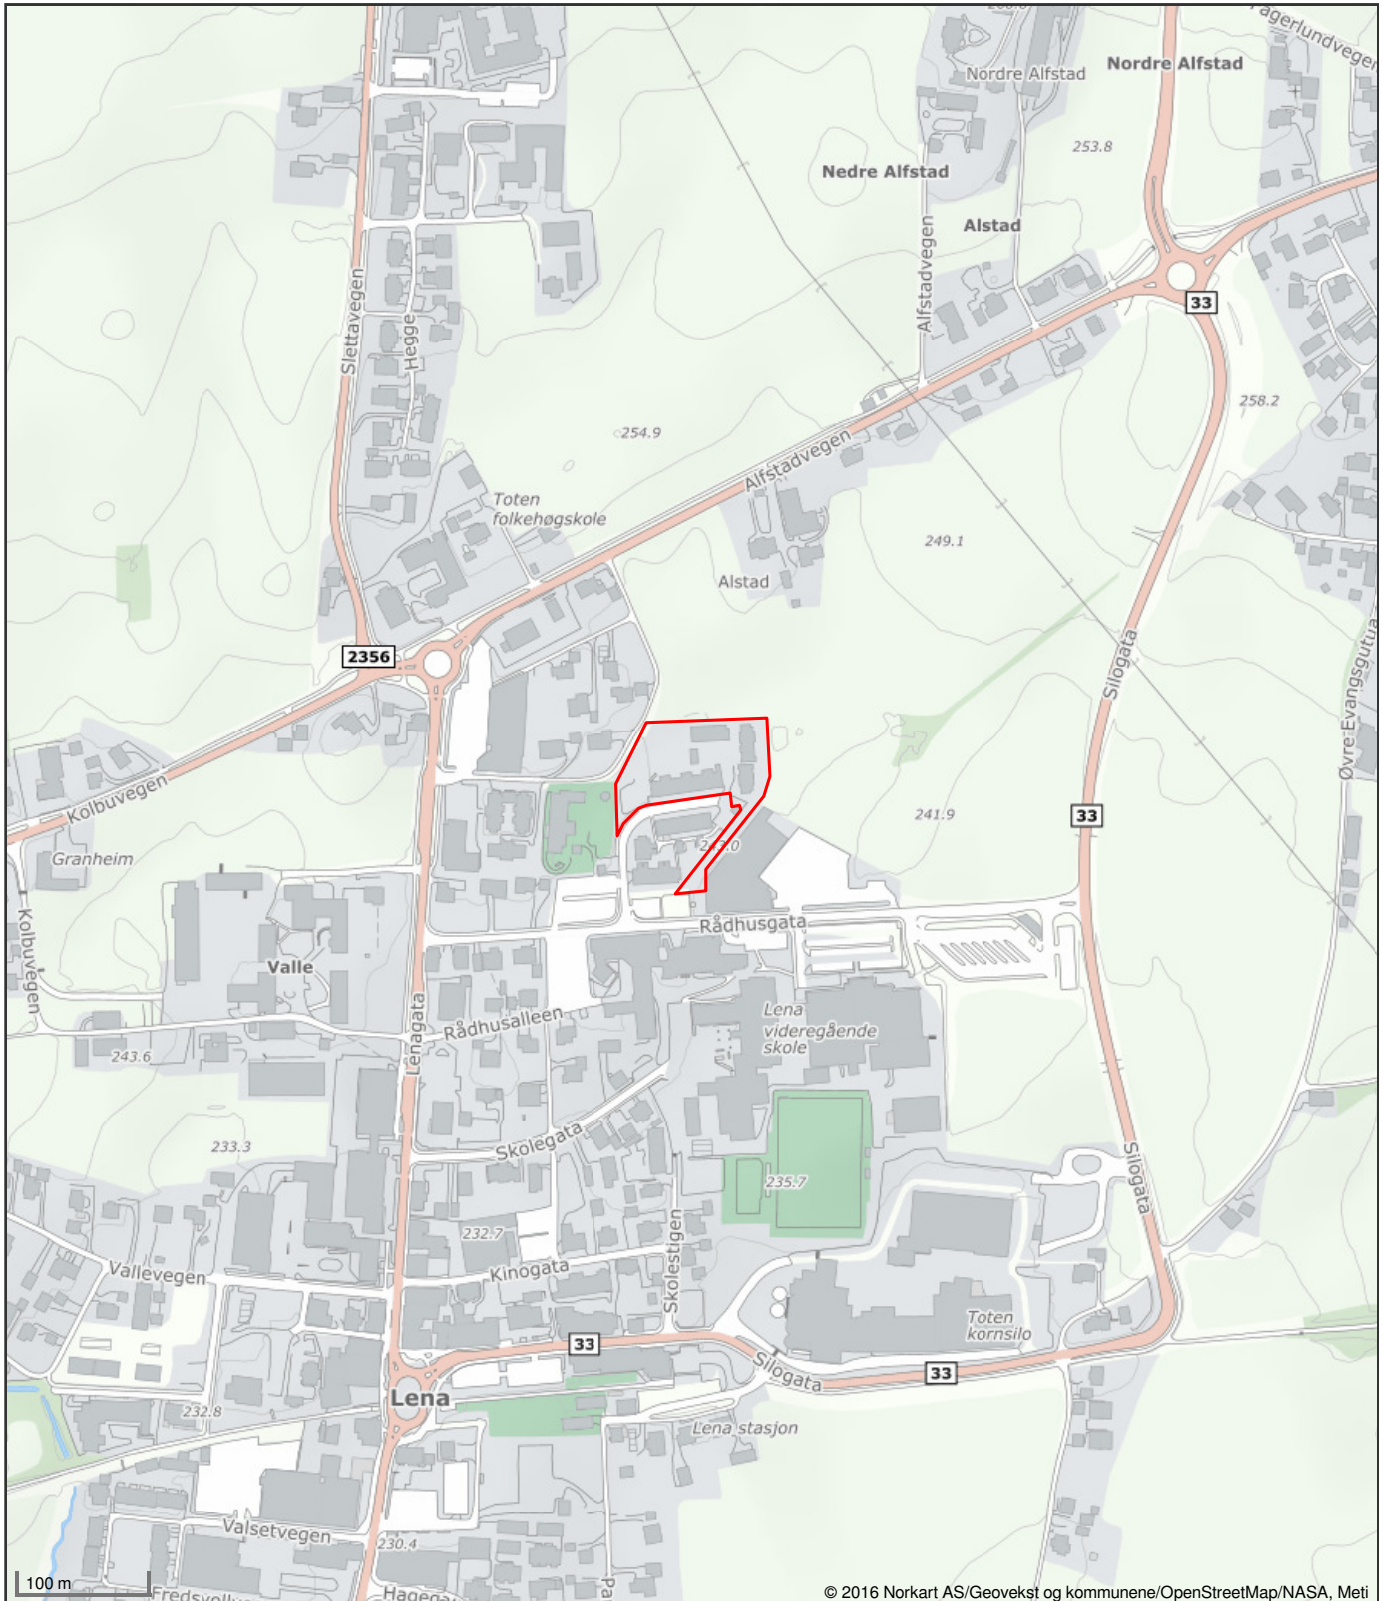 Fagerlundvegen
Nordre Alfstad
Nordre Alfstad
253.8
Nedre Alfstad
Alstad
Alfstadvegen
Slettavegen
Hegge
33
258.2
254.9
Alfstadvegen
Toten
folkehøgskole
249.1
Alstad
Silogata
Øvre Evangsgutua
2356
Kolbuvegen
33
241.9
243.0
Granheim
Kolbuvegen
Rådhusgata
Valle
Lenagata
Rådhusalleen
Lena
videregående
skole
243.6
233.3
Skolegata
235.7
Silogata
232.7
Skolestigen
Vallevegen
Kinogata
Toten
kornsilo
33
Silogata
33
Lena
232.8
Lena stasjon
Valsetvegen
230.4
100 m
© 2016 Norkart AS/Geovekst og kommunene/OpenStreetMap/NASA, Meti